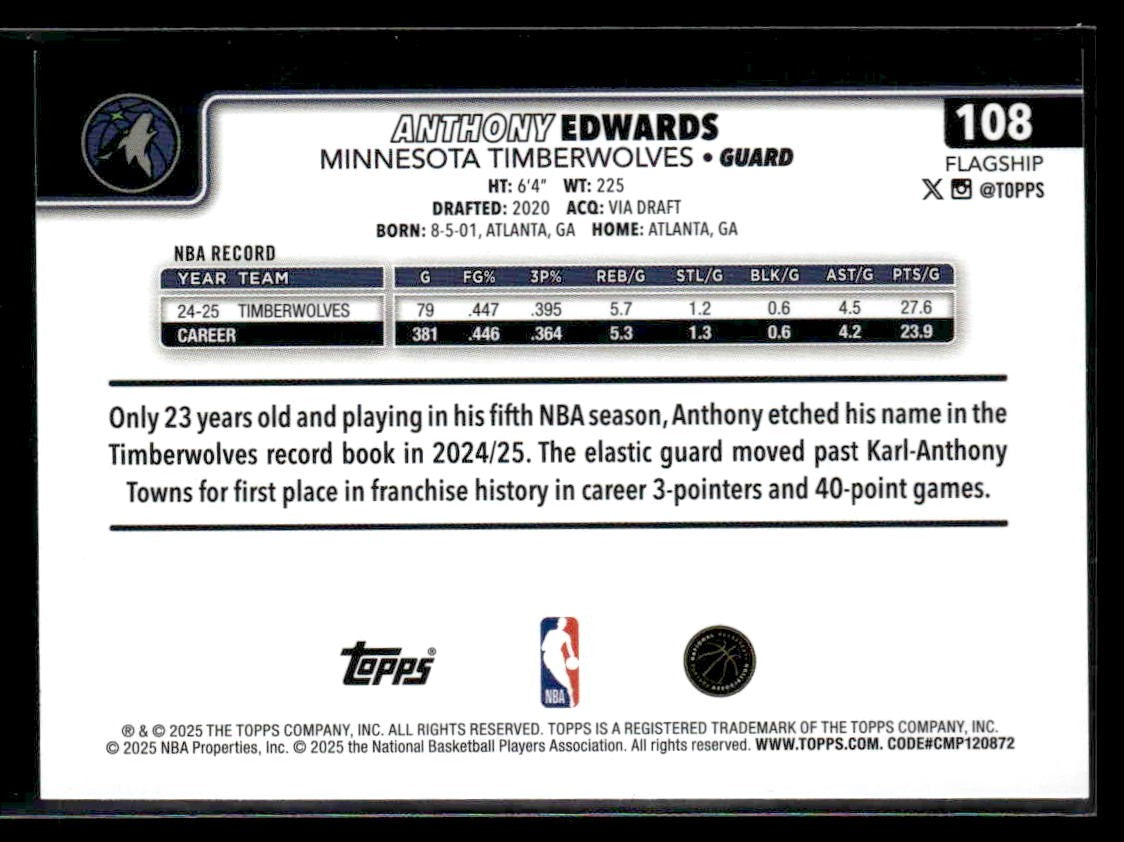 108
ANTHONY EDWARDS
MINNESOTA TIMBERWOLVES • GUARD
FLAGSHIP
@TOPPS
HT: 6'4" WT: 225
DRAFTED: 2020 ACQ: VIA DRAFT
BORN: 8-5-01, ATLANTA, GA HOME: ATLANTA, GA
NBA RECORD
YEAR TEAM G FG% 3P% REB/G STL/G BLK/G AST/G PTS/G
24-25 TIMBERWOLVES 79 .447 .395 5.7 1.2 0.6 4.5 27.6
CAREER 381 .446 .364 5.3 1.3 0.6 4.2 23.9
Only 23 years old and playing in his fifth NBA season, Anthony etched his name in the
Timberwolves record book in 2024/25. The elastic guard moved past Karl-Anthony
Towns for first place in franchise history in career 3-pointers and 40-point games.
Topps®
NBA
® & © 2025 THE TOPPS COMPANY, INC. ALL RIGHTS RESERVED. TOPPS IS A REGISTERED TRADEMARK OF THE TOPPS COMPANY, INC.
© 2025 NBA Properties, Inc. © 2025 the National Basketball Players Association. All rights reserved. WWW.TOPPS.COM. CODE#CMP120872